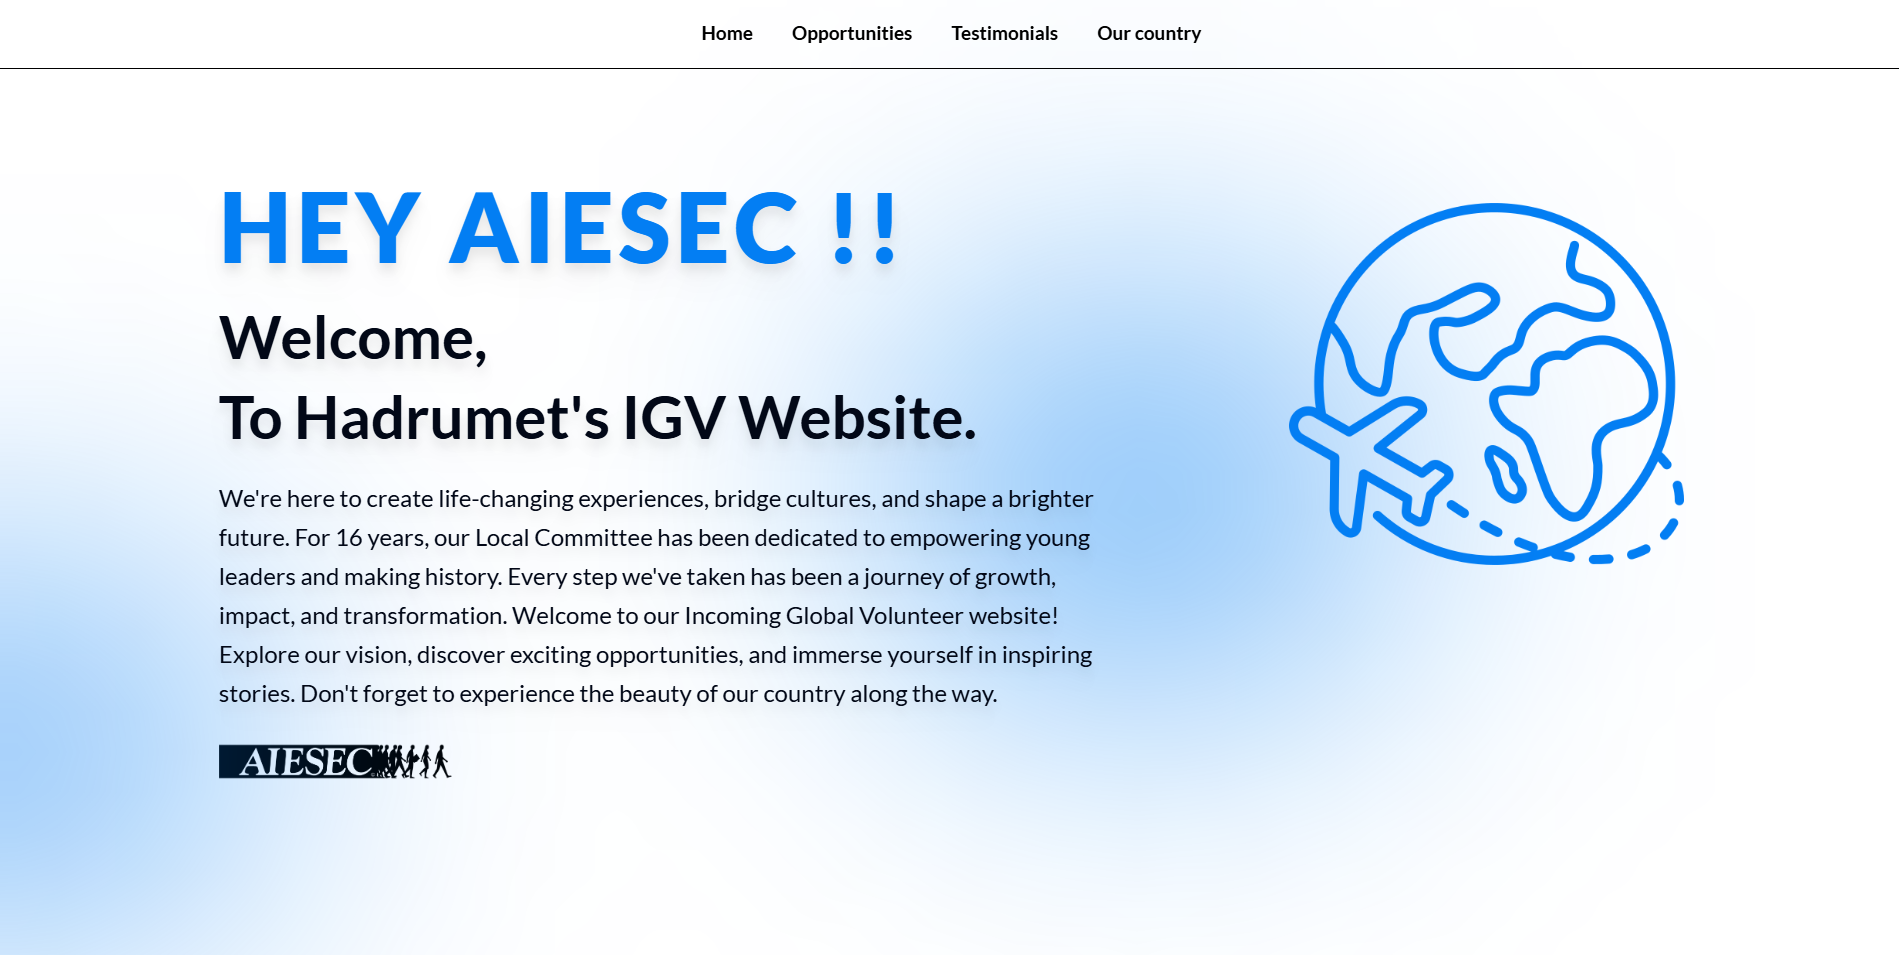 Home Opportunities Testimonials Our country
HEY AIESEC !!
Welcome,
To Hadrumet's IGV Website.
We're here to create life-changing experiences, bridge cultures, and shape a brighter
future. For 16 years, our Local Committee has been dedicated to empowering young
leaders and making history. Every step we've taken has been a journey of growth,
impact, and transformation. Welcome to our Incoming Global Volunteer website!
Explore our vision, discover exciting opportunities, and immerse yourself in inspiring
stories. Don't forget to experience the beauty of our country along the way.
AIESEC